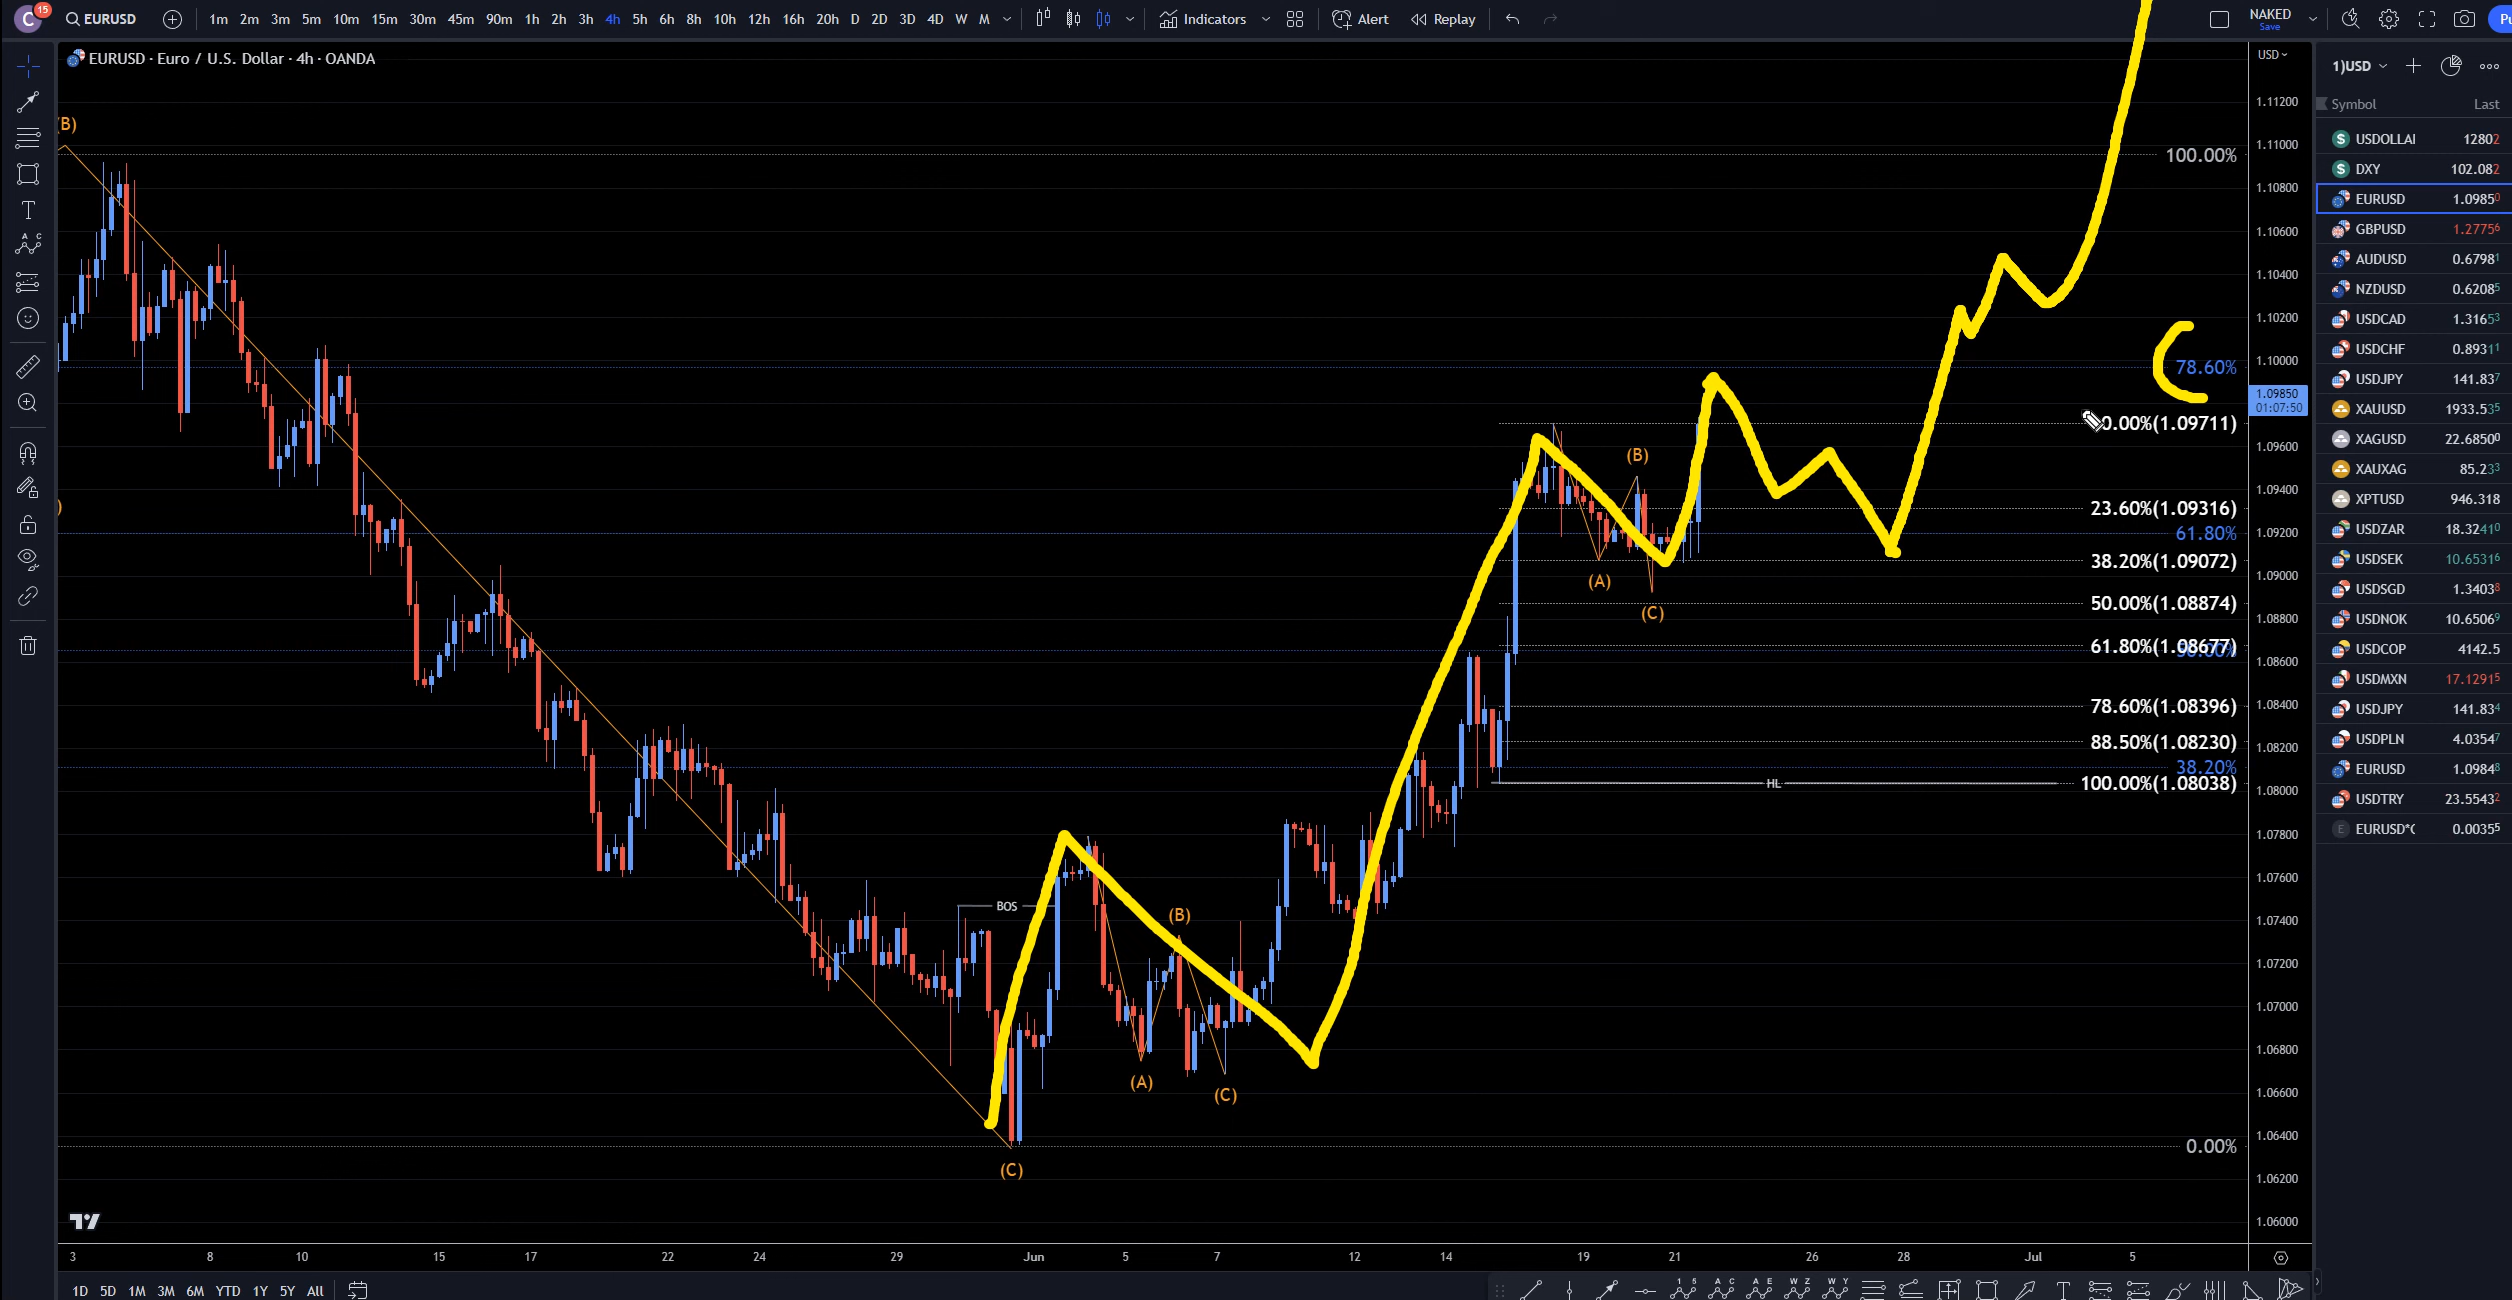 C 15 EURUSD 1m 2m 3m 5m 10m 15m 30m 45m 90m 1h 2h 3h 4h 5h 6h 8h 10h 12h 16h 20h D 2D 3D 4D W M Indicators Alert Replay NAKED
Save
EURUSD · Euro / U.S. Dollar · 4h · OANDA
USD
1)USD
Symbol Last
1.11200
1.11000
1.10800
1.10600
1.10400
1.10200
1.10000
1.09850
01:07:50
1.09600
1.09400
1.09200
1.09000
1.08800
1.08600
1.08400
1.08200
1.08000
1.07800
1.07600
1.07400
1.07200
1.07000
1.06800
1.06600
1.06400
1.06200
1.06000
(B)
100.00%
78.60%
0.00%(1.09711)
23.60%(1.09316)
61.80%
38.20%(1.09072)
50.00%(1.08874)
61.80%(1.08677)
78.60%(1.08396)
88.50%(1.08230)
38.20%
100.00%(1.08038)
HL
0.00%
(B)
(A)
(C)
BOS
(B)
(A)
(C)
(C)
USDOLLAI 12802
DXY 102.082
EURUSD 1.09850
GBPUSD 1.27756
AUDUSD 0.67981
NZDUSD 0.62085
USDCAD 1.31653
USDCHF 0.89311
USDJPY 141.837
XAUUSD 1933.535
XAGUSD 22.68500
XAUXAG 85.233
XPTUSD 946.318
USDZAR 18.32410
USDSEK 10.65316
USDSGD 1.34038
USDNOK 10.65069
USDCOP 4142.5
USDMXN 17.12915
USDJPY 141.834
USDPLN 4.03547
EURUSD 1.09848
USDTRY 23.55432
E EURUSD*( 0.00355
3 8 10 15 17 22 24 29 Jun 5 7 12 14 19 21 26 28 Jul 5
1D 5D 1M 3M 6M YTD 1Y 5Y All